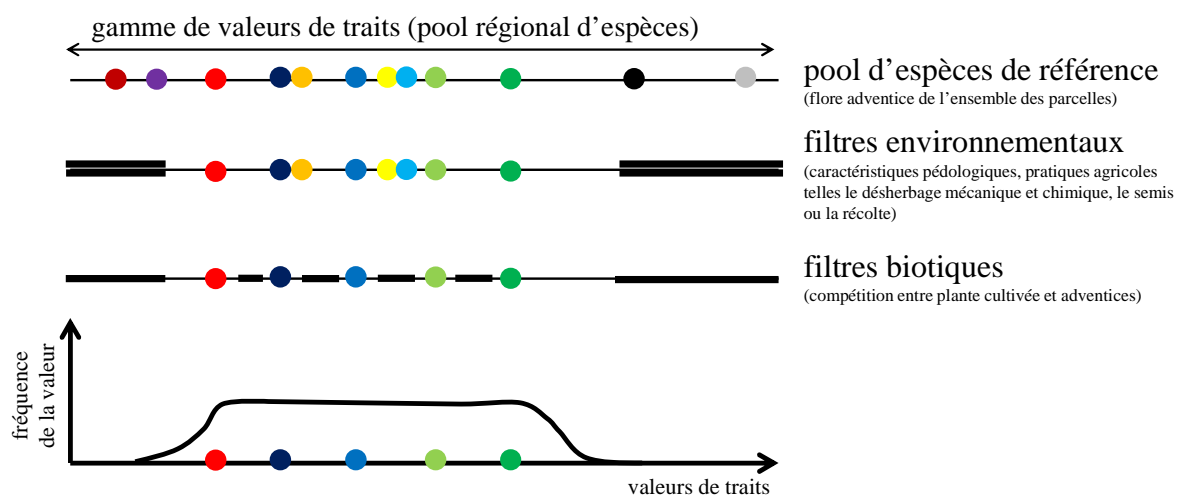 gamme de valeurs de traits (pool régional d’espèces)
pool d’espèces de référence
(flore adventice de l’ensemble des parcelles)
filtres environnementaux
(caractéristiques pédologiques, pratiques agricoles
telles le désherbage mécanique et chimique, le semis
ou la récolte)
filtres biotiques
(compétition entre plante cultivée et adventices)
fréquence
de la valeur
valeurs de traits